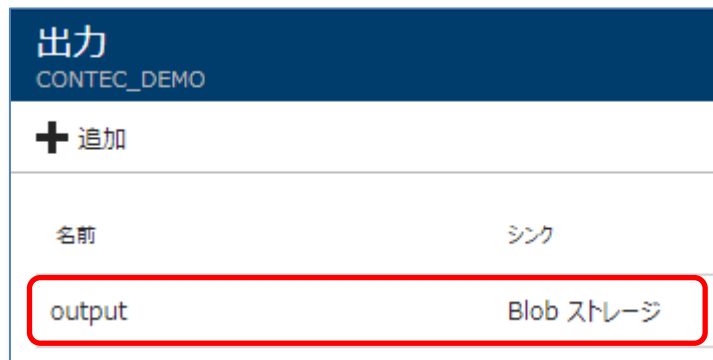 出力
CONTEC_DEMO
追加
名前 シンク
output Blob ストレージ